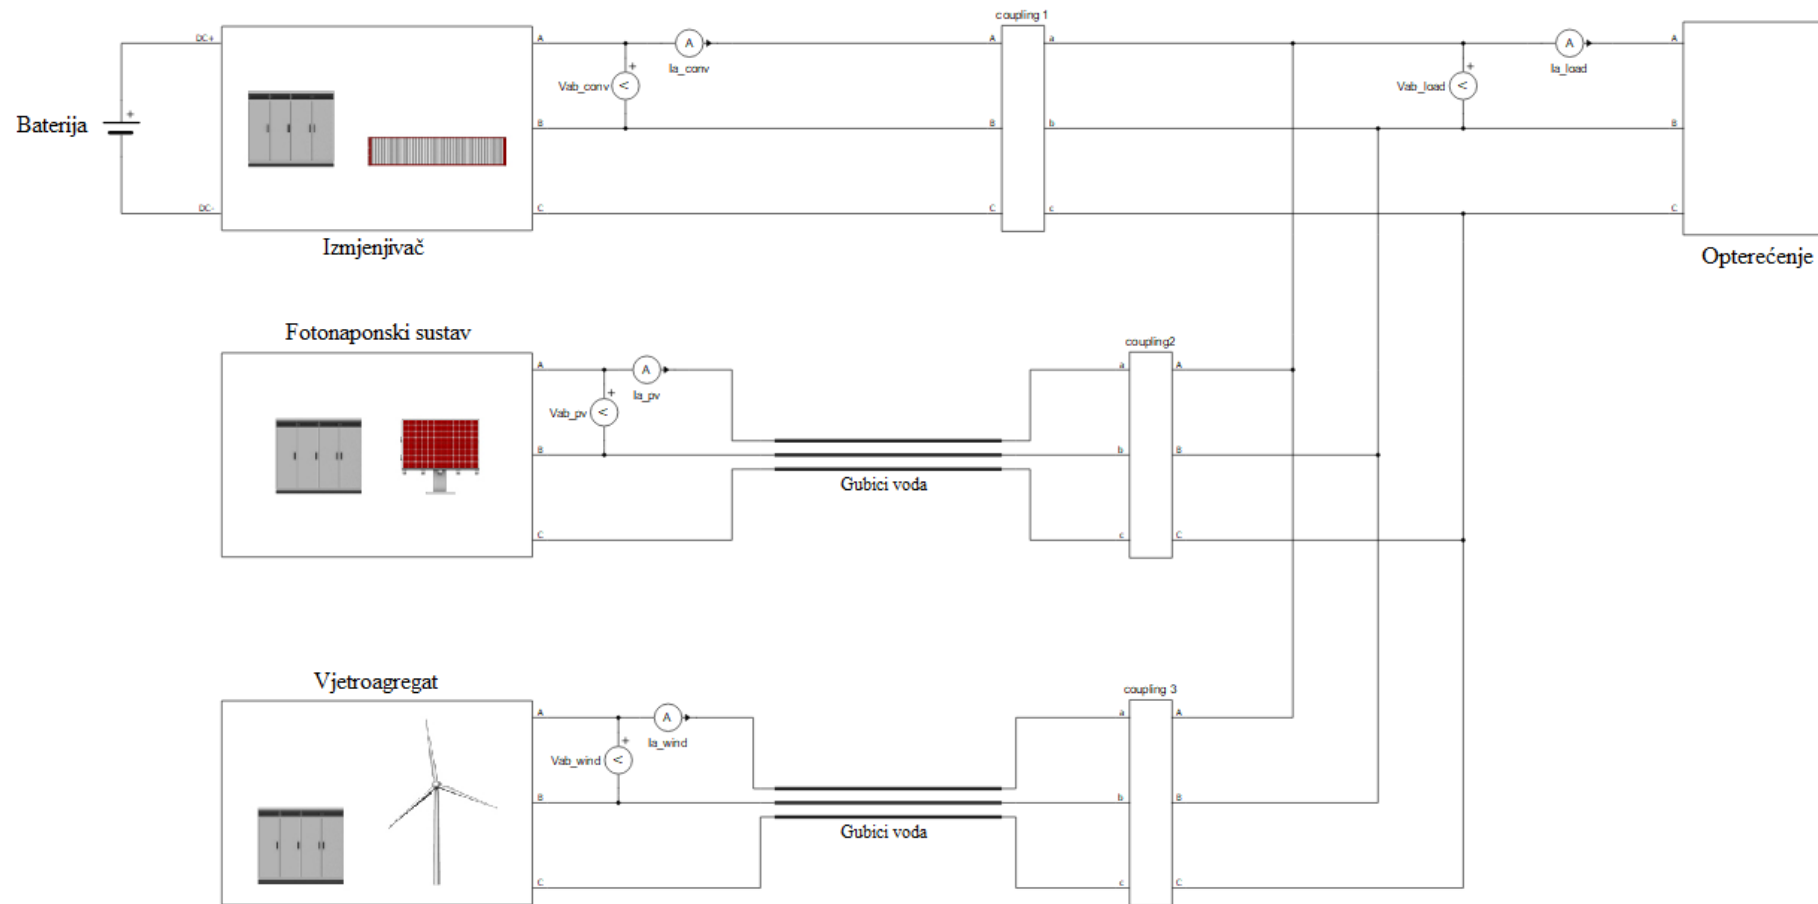 coupling 1
DC+
A
A
Ia_conv
A
a
A
Ia_load
A
Vab_conv
V
Vab_load
V
Baterija
+
B
B
b
B
DC-
C
C
c
C
Izmjenjivač
Opterećenje
Fotonaponski sustav
coupling2
A
A
Ia_pv
a
A
Vab_pv
V
B
b
B
Gubici voda
C
c
C
Vjetroagregat
coupling 3
A
A
Ia_wind
a
A
Vab_wind
V
B
b
B
Gubici voda
C
c
C